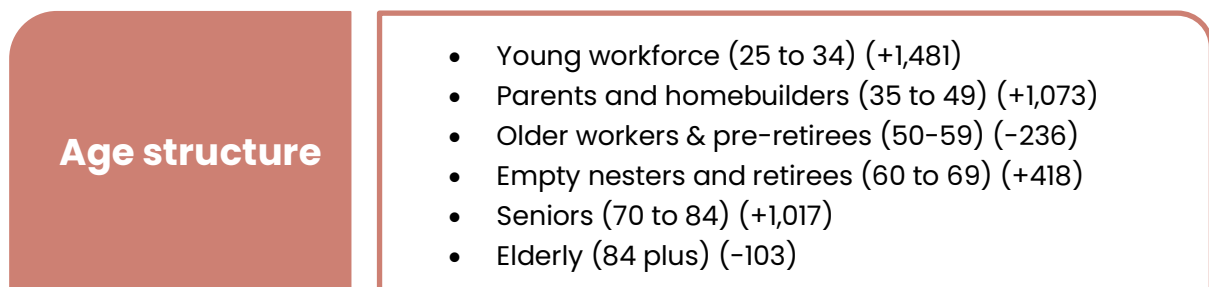 Age structure
• Young workforce (25 to 34) (+1,481)
• Parents and homebuilders (35 to 49) (+1,073)
• Older workers & pre-retirees (50-59) (-236)
• Empty nesters and retirees (60 to 69) (+418)
• Seniors (70 to 84) (+1,017)
• Elderly (84 plus) (-103)